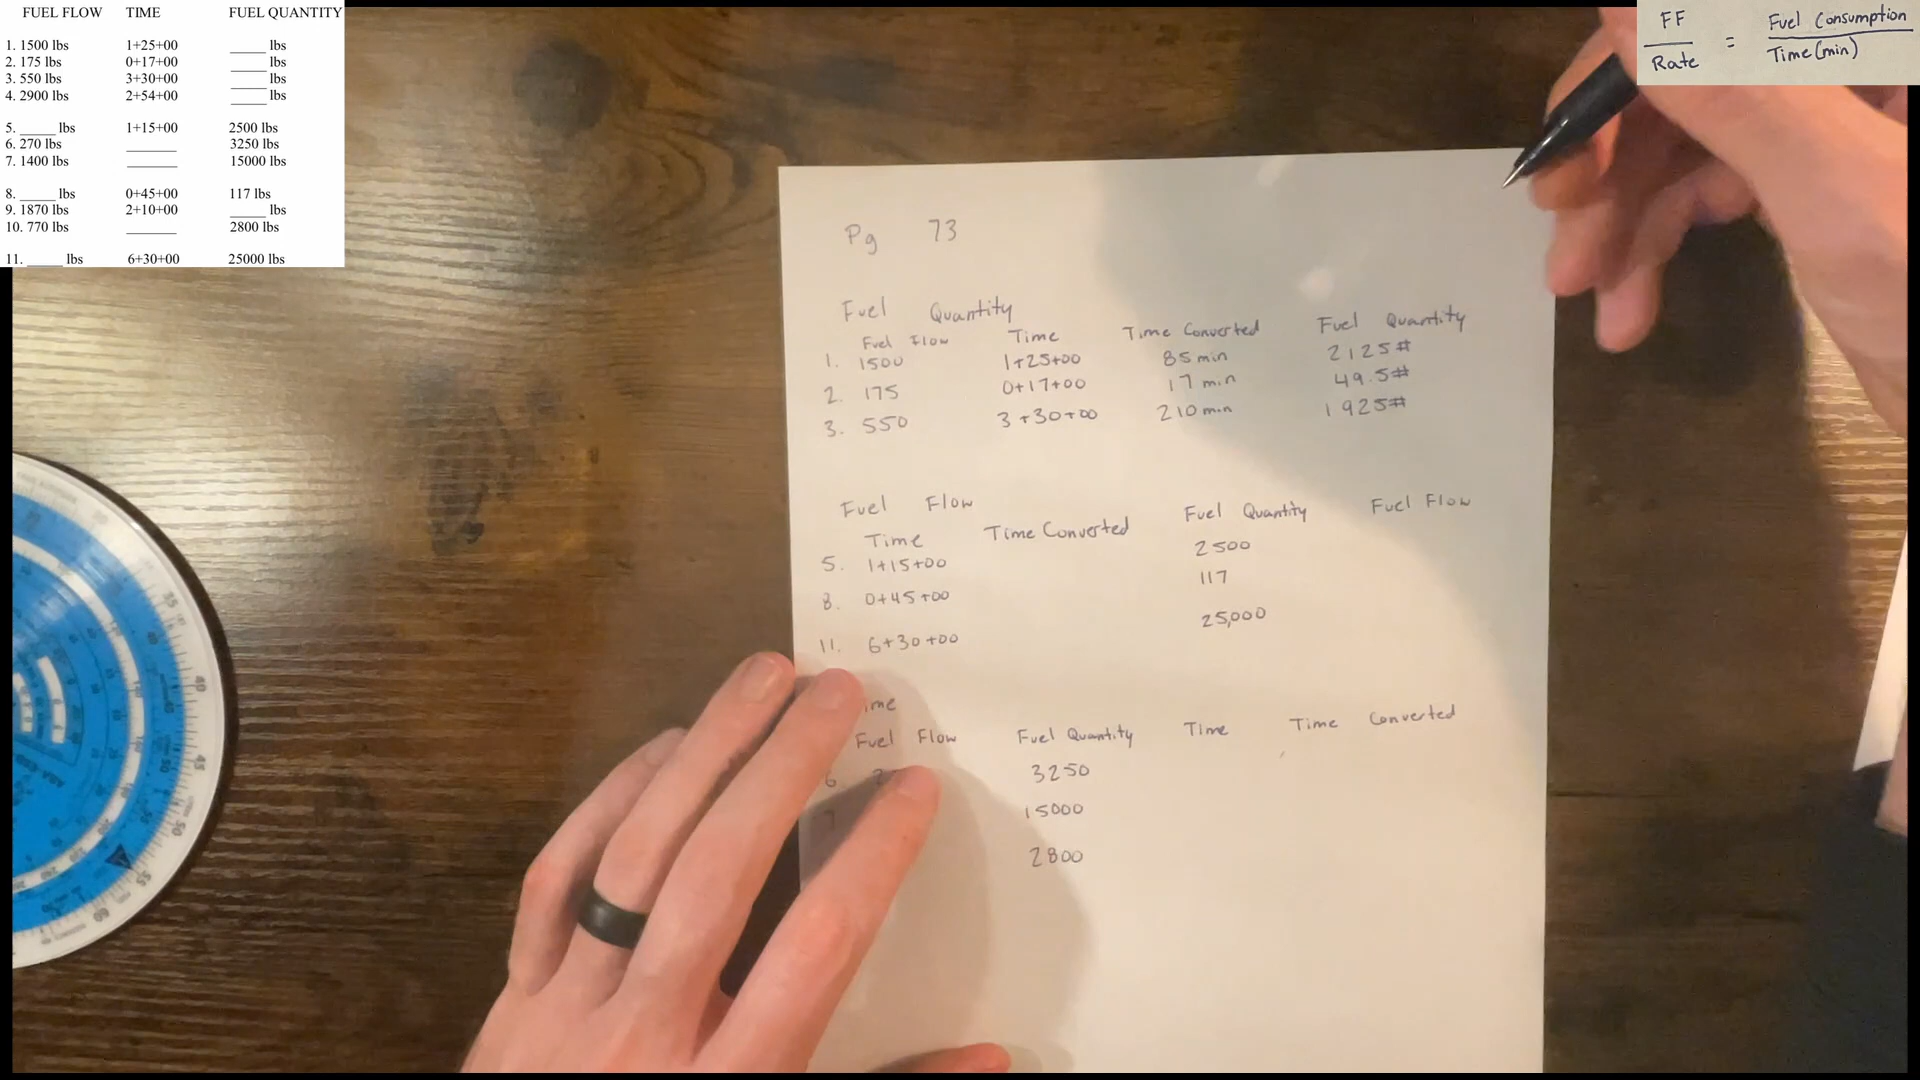 FUEL FLOW TIME FUEL QUANTITY
1. 1500 lbs 1+25+00 _____ lbs
2. 175 lbs 0+17+00 _____ lbs
3. 550 lbs 3+30+00 _____ lbs
4. 2900 lbs 2+54+00 _____ lbs
5. _____ lbs 1+15+00 2500 lbs
6. 270 lbs _______ 3250 lbs
7. 1400 lbs _______ 15000 lbs
8. _____ lbs 0+45+00 117 lbs
9. 1870 lbs 2+10+00 _____ lbs
10. 770 lbs _______ 2800 lbs
11. _____ lbs 6+30+00 25000 lbs
FF
Rate
=
Fuel Consumption
Time (min)
Pg 73
Fuel Quantity
Fuel Flow Time Time Converted Fuel Quantity
1. 1500 1+25+00 85 min 2125#
2. 175 0+17+00 17 min 49.5#
3. 550 3+30+00 210 min 1925#
Fuel Flow
Time Time Converted Fuel Quantity Fuel Flow
5. 1+15+00 2500
8. 0+45+00 117
11. 6+30+00 25,000
Fuel Flow Fuel Quantity Time Time Converted
6 3250
7 15000
2800
35
40
45
50
55
60